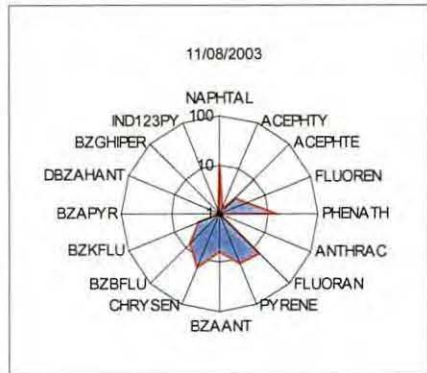 11/08/2003
NAPHTAL
IND123PY ACEPHTY
BZGHIPER ACEPHTE
DBZAHANT FLUOREN
BZAPYR PHENATH
BZKFLU ANTHRAC
BZBFLU FLUORAN
CHRYSEN PYRENE
BZAANT
100
10
1